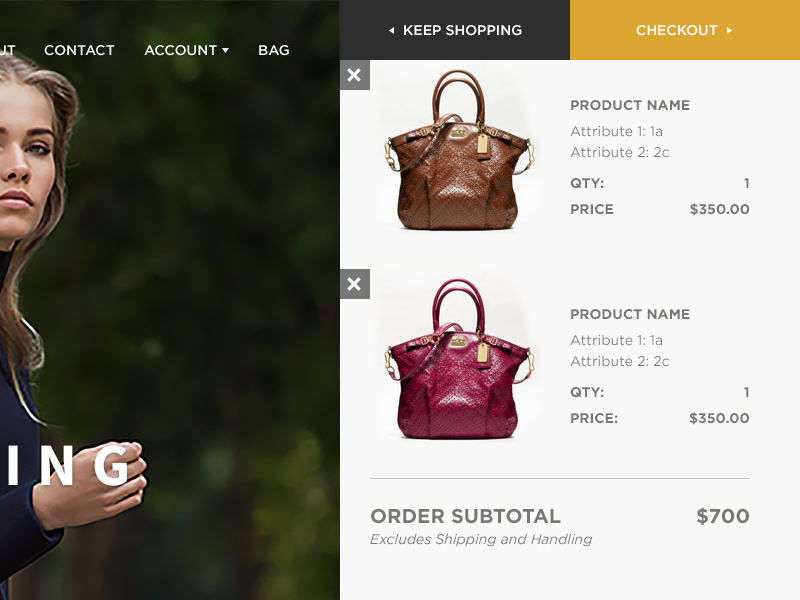 UT CONTACT ACCOUNT BAG
KEEP SHOPPING
CHECKOUT
PRODUCT NAME
Attribute 1: 1a
Attribute 2: 2c
QTY: 1
PRICE $350.00
PRODUCT NAME
Attribute 1: 1a
Attribute 2: 2c
QTY: 1
PRICE: $350.00
ING
ORDER SUBTOTAL $700
Excludes Shipping and Handling